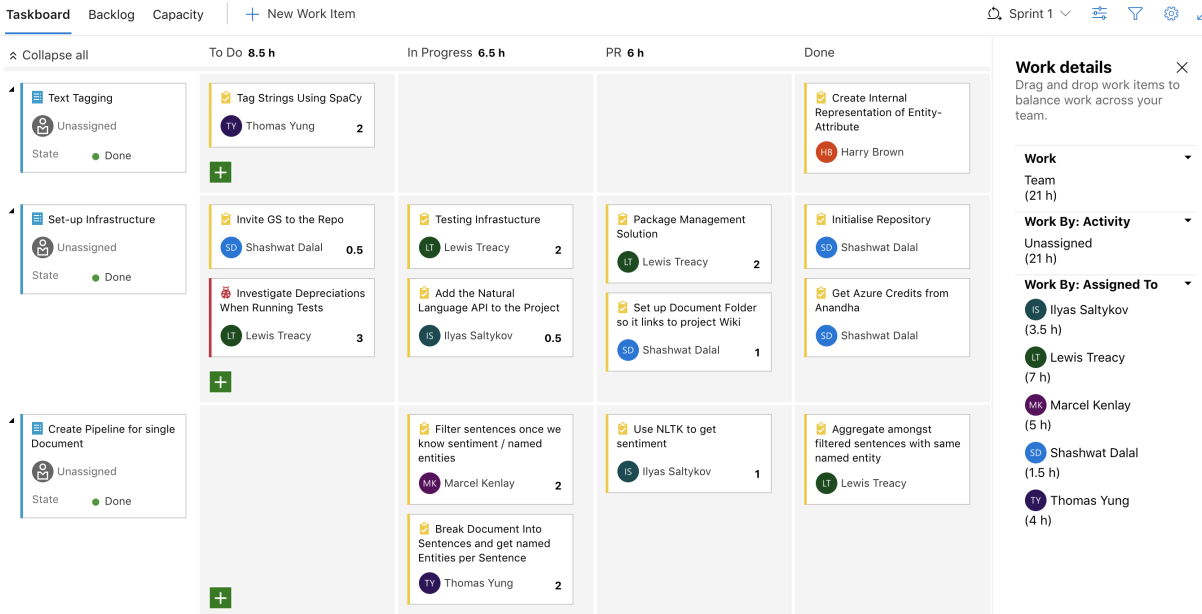 Taskboard Backlog Capacity New Work Item Sprint 1
Collapse all To Do 8.5 h In Progress 6.5 h PR 6 h Done
Text Tagging
Unassigned
State Done
Tag Strings Using SpaCy
TY Thomas Yung 2
Create Internal
Representation of Entity-
Attribute
HB Harry Brown
Set-up Infrastructure
Unassigned
State Done
Invite GS to the Repo
SD Shashwat Dalal 0.5
Investigate Depreciations
When Running Tests
LT Lewis Treacy 3
Testing Infrastucture
LT Lewis Treacy 2
Add the Natural
Language API to the Project
IS Ilyas Saltykov 0.5
Package Management
Solution
LT Lewis Treacy 2
Set up Document Folder
so it links to project Wiki
SD Shashwat Dalal 1
Initialise Repository
SD Shashwat Dalal
Get Azure Credits from
Anandha
SD Shashwat Dalal
Create Pipeline for single
Document
Unassigned
State Done
Filter sentences once we
know sentiment / named
entities
MK Marcel Kenlay 2
Break Document Into
Sentences and get named
Entities per Sentence
TY Thomas Yung 2
Use NLTK to get
sentiment
IS Ilyas Saltykov 1
Aggregate amongst
filtered sentences with same
named entity
LT Lewis Treacy
Work details
Drag and drop work items to
balance work across your
team.
Work
Team
(21 h)
Work By: Activity
Unassigned
(21 h)
Work By: Assigned To
IS Ilyas Saltykov
(3.5 h)
LT Lewis Treacy
(7 h)
MK Marcel Kenlay
(5 h)
SD Shashwat Dalal
(1.5 h)
TY Thomas Yung
(4 h)